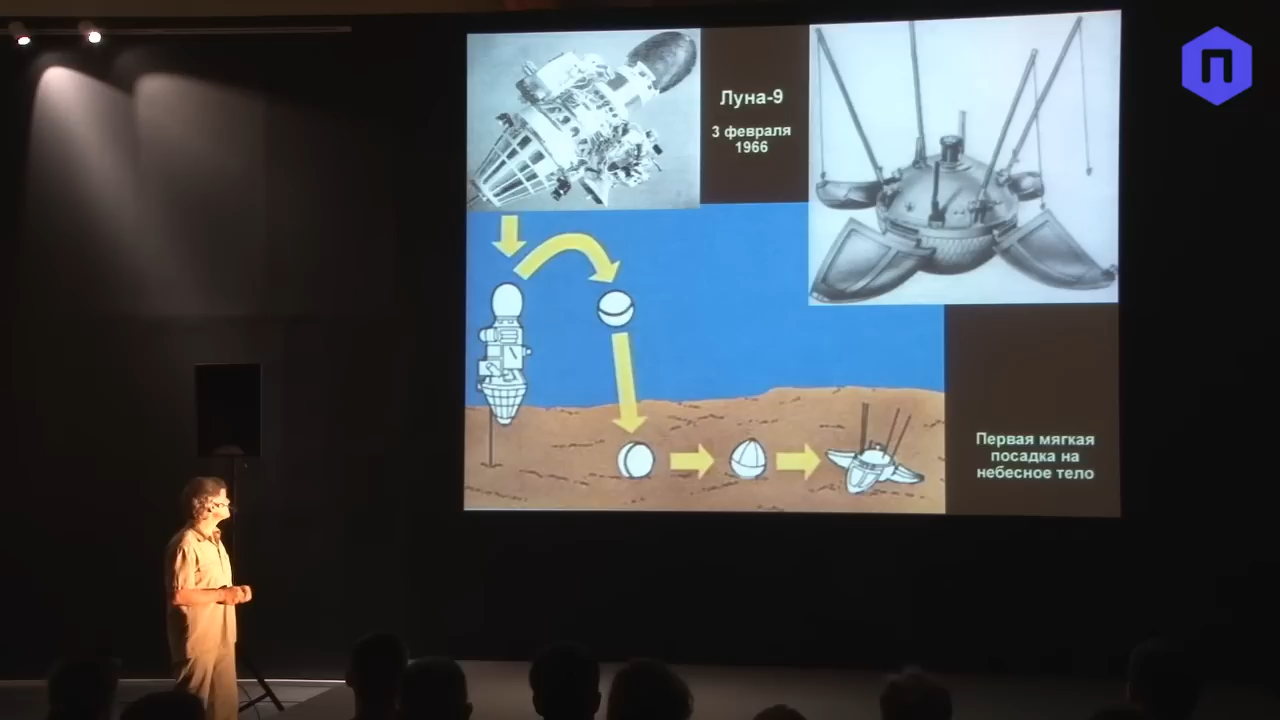 Луна-9
3 февраля
1966
Первая мягкая
посадка на
небесное тело
П